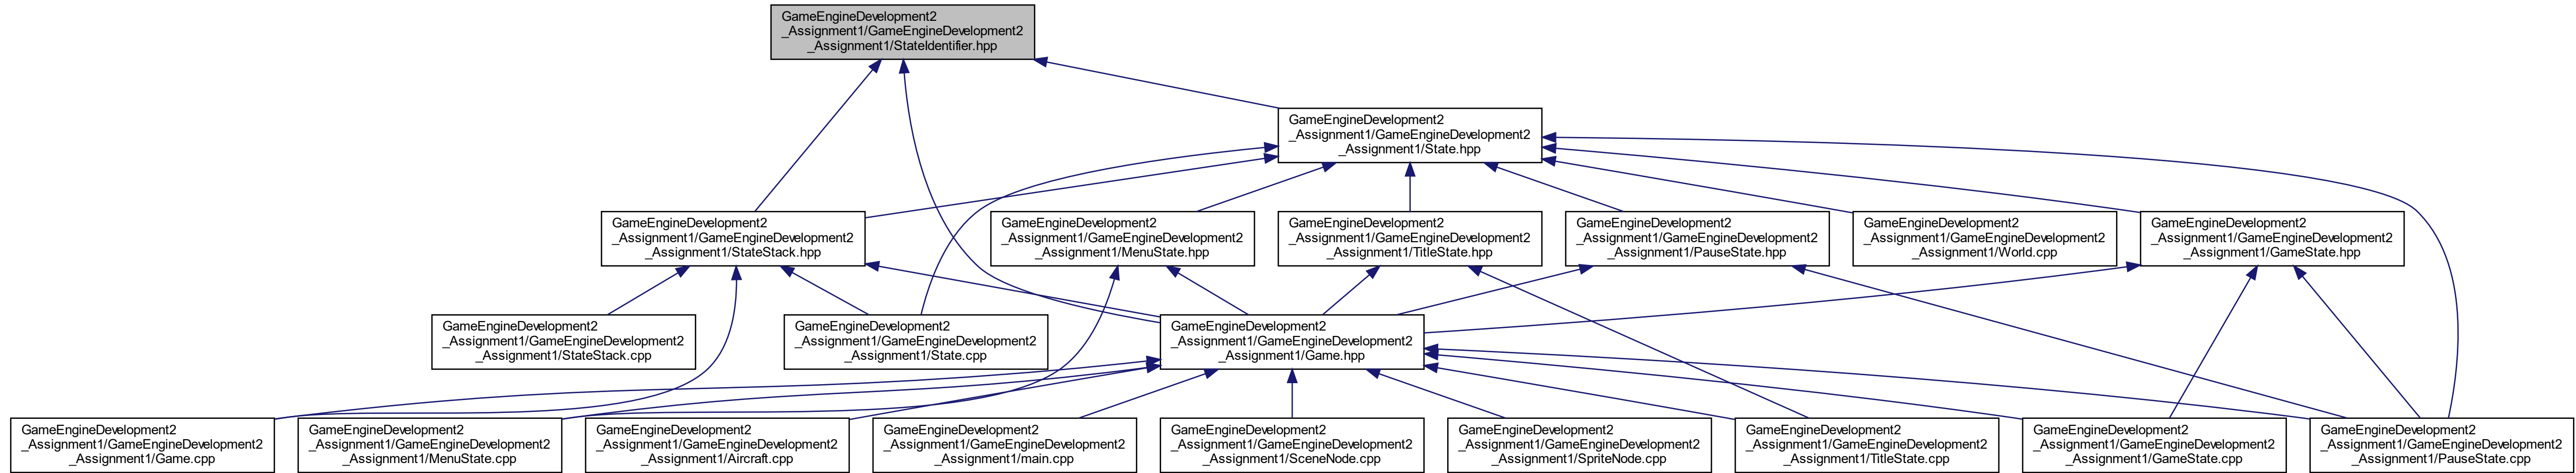 GameEngineDevelopment2
_Assignment1/GameEngineDevelopment2
_Assignment1/StateIdentifier.hpp
GameEngineDevelopment2
_Assignment1/GameEngineDevelopment2
_Assignment1/State.hpp
GameEngineDevelopment2
_Assignment1/GameEngineDevelopment2
_Assignment1/StateStack.hpp
GameEngineDevelopment2
_Assignment1/GameEngineDevelopment2
_Assignment1/MenuState.hpp
GameEngineDevelopment2
_Assignment1/GameEngineDevelopment2
_Assignment1/TitleState.hpp
GameEngineDevelopment2
_Assignment1/GameEngineDevelopment2
_Assignment1/PauseState.hpp
GameEngineDevelopment2
_Assignment1/GameEngineDevelopment2
_Assignment1/World.cpp
GameEngineDevelopment2
_Assignment1/GameEngineDevelopment2
_Assignment1/GameState.hpp
GameEngineDevelopment2
_Assignment1/GameEngineDevelopment2
_Assignment1/StateStack.cpp
GameEngineDevelopment2
_Assignment1/GameEngineDevelopment2
_Assignment1/State.cpp
GameEngineDevelopment2
_Assignment1/GameEngineDevelopment2
_Assignment1/Game.hpp
GameEngineDevelopment2
_Assignment1/GameEngineDevelopment2
_Assignment1/Game.cpp
GameEngineDevelopment2
_Assignment1/GameEngineDevelopment2
_Assignment1/MenuState.cpp
GameEngineDevelopment2
_Assignment1/GameEngineDevelopment2
_Assignment1/Aircraft.cpp
GameEngineDevelopment2
_Assignment1/GameEngineDevelopment2
_Assignment1/main.cpp
GameEngineDevelopment2
_Assignment1/GameEngineDevelopment2
_Assignment1/SceneNode.cpp
GameEngineDevelopment2
_Assignment1/GameEngineDevelopment2
_Assignment1/SpriteNode.cpp
GameEngineDevelopment2
_Assignment1/GameEngineDevelopment2
_Assignment1/TitleState.cpp
GameEngineDevelopment2
_Assignment1/GameEngineDevelopment2
_Assignment1/GameState.cpp
GameEngineDevelopment2
_Assignment1/GameEngineDevelopment2
_Assignment1/PauseState.cpp